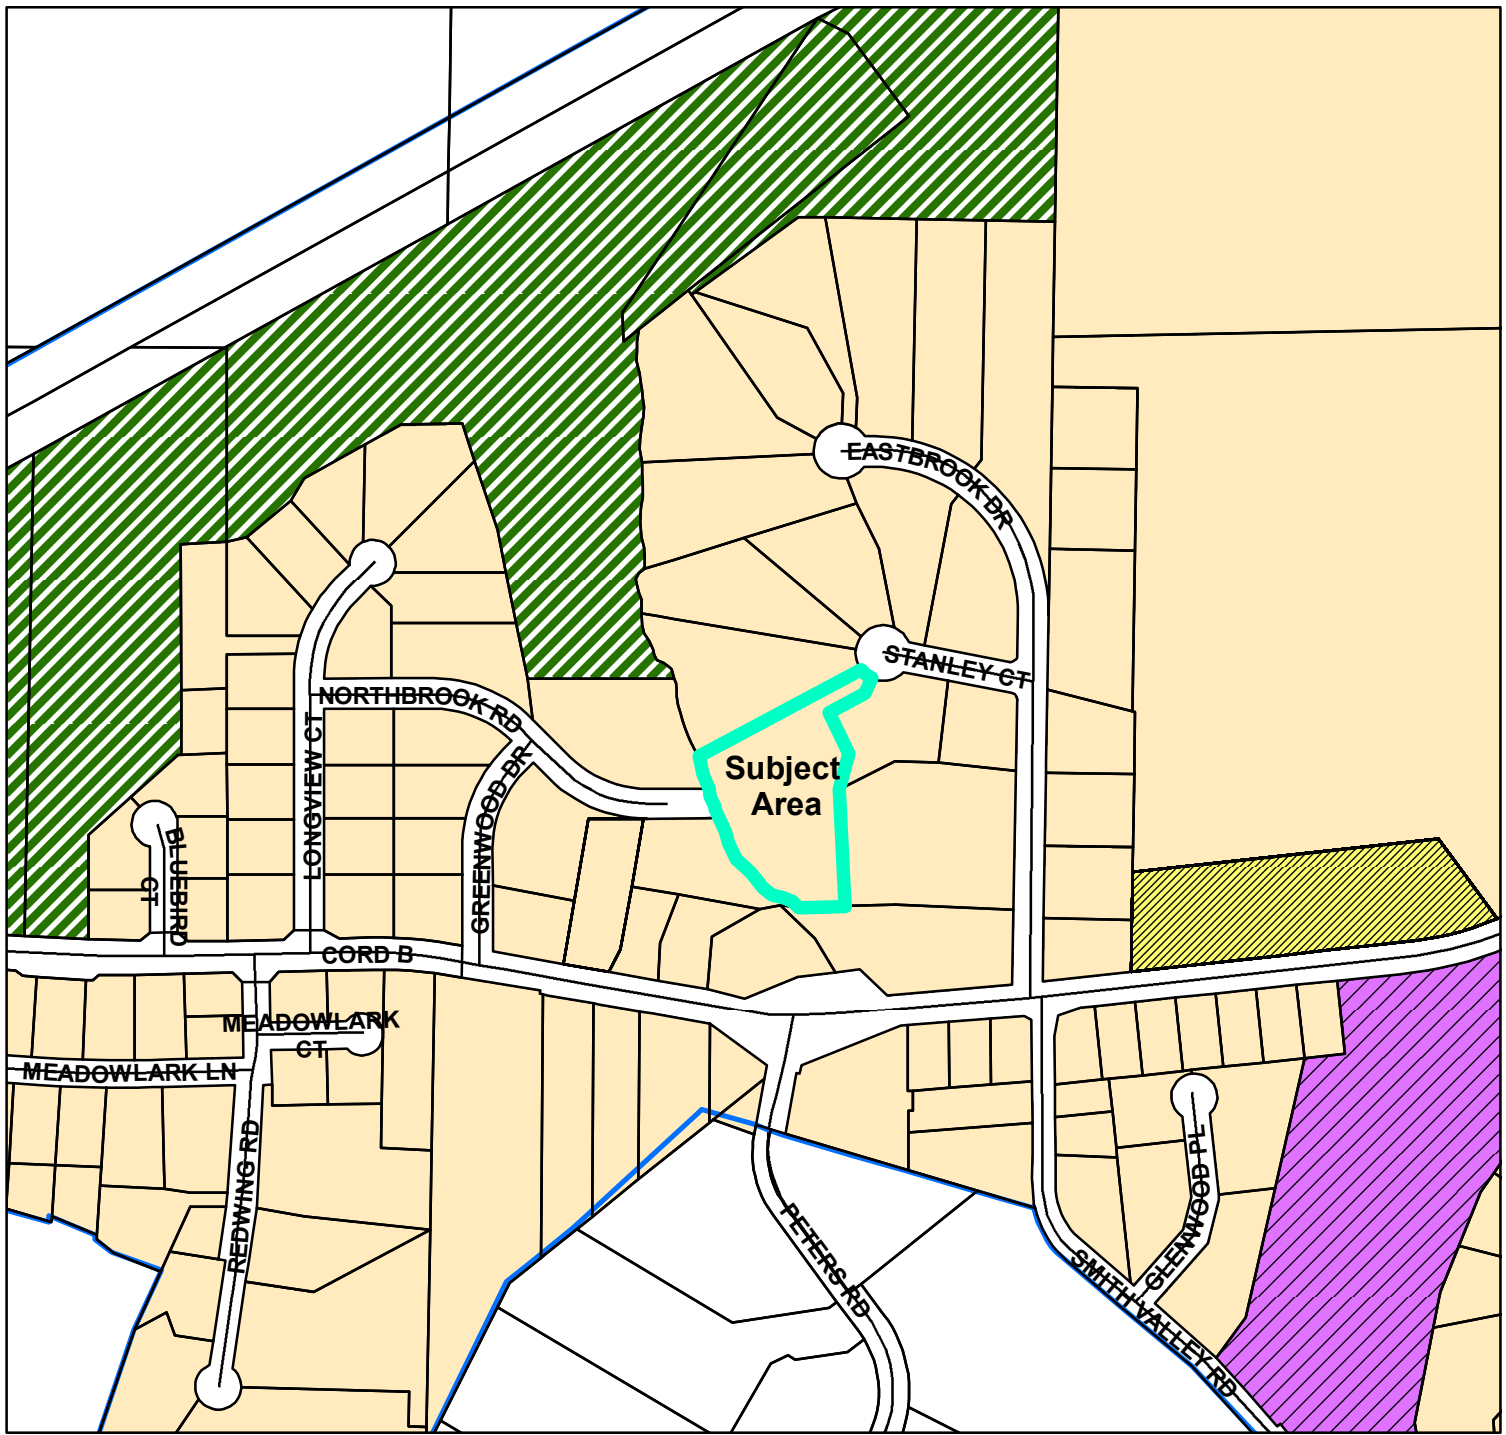 EASTBROOK DR
STANLEY CT
NORTHBROOK RD
Subject
Area
LONGVIEW CT
GREENWOOD DR
BLUEBIRD
CT
CORD B
MEADOWLARK
CT
MEADOWLARK LN
REDWING RD
GLENWOOD PL
PETERS RD
SMITH VALLEY RD